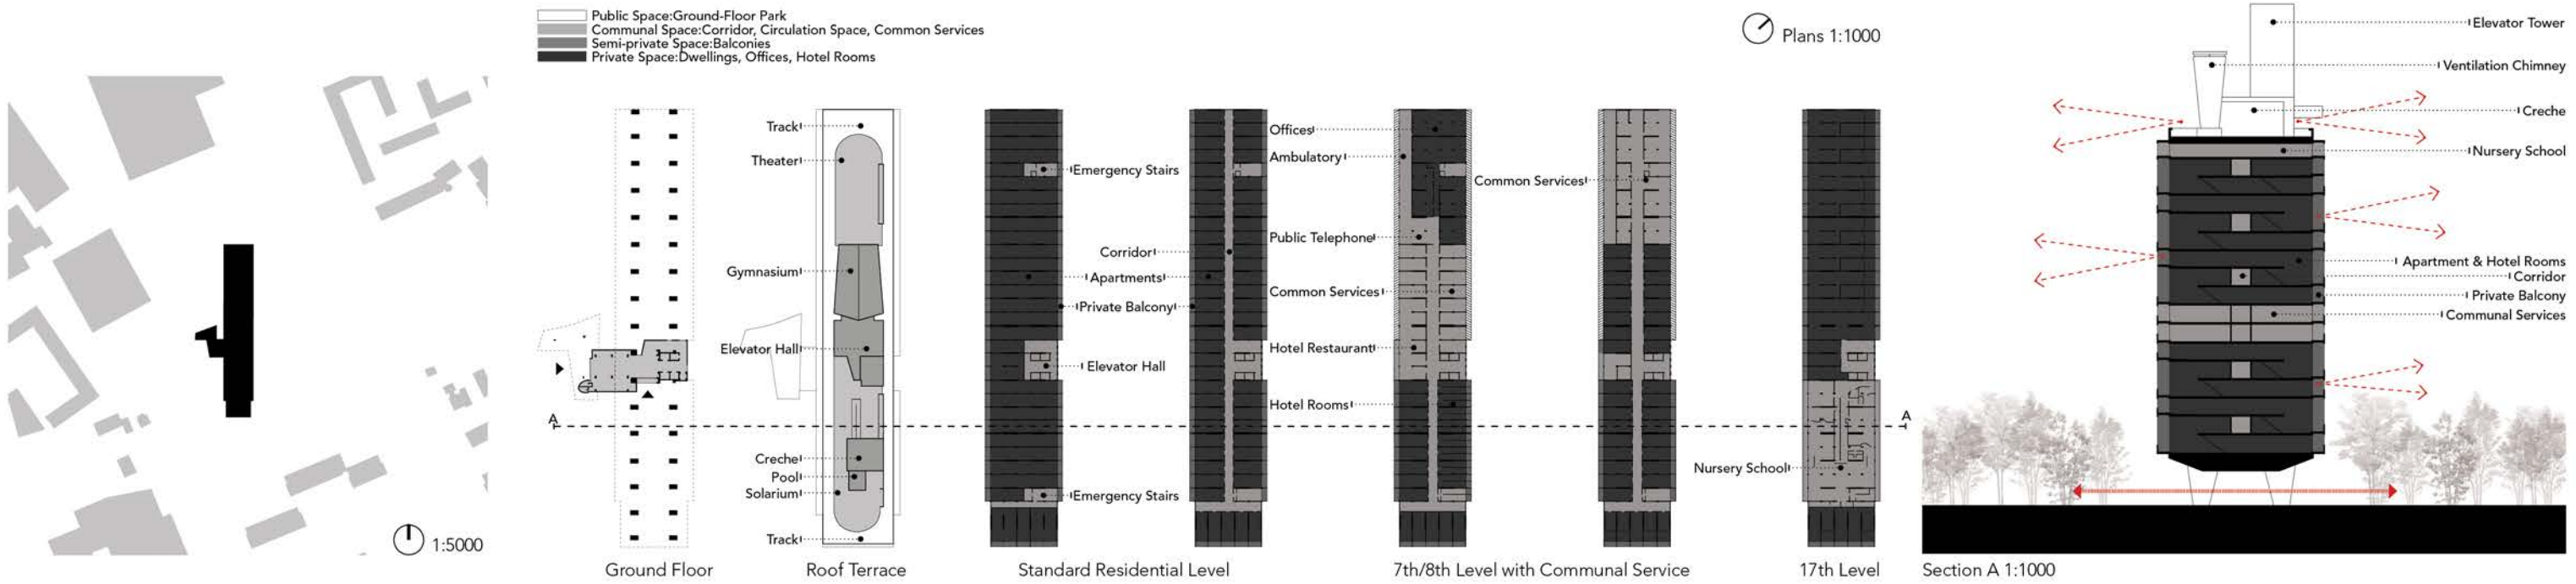 Public Space:Ground-Floor Park
Communal Space:Corridor, Circulation Space, Common Services
Semi-private Space:Balconies
Private Space:Dwellings, Offices, Hotel Rooms
Plans 1:1000
1:5000
Track
Theater
Gymnasium
Elevator Hall
Creche
Pool
Solarium
Track
A
Emergency Stairs
Corridor
Apartments
Private Balcony
Elevator Hall
Emergency Stairs
Offices
Ambulatory
Public Telephone
Common Services
Hotel Restaurant
Hotel Rooms
Common Services
Nursery School
A
Elevator Tower
Ventilation Chimney
Creche
Nursery School
Apartment & Hotel Rooms
Corridor
Private Balcony
Communal Services
Ground Floor
Roof Terrace
Standard Residential Level
7th/8th Level with Communal Service
17th Level
Section A 1:1000